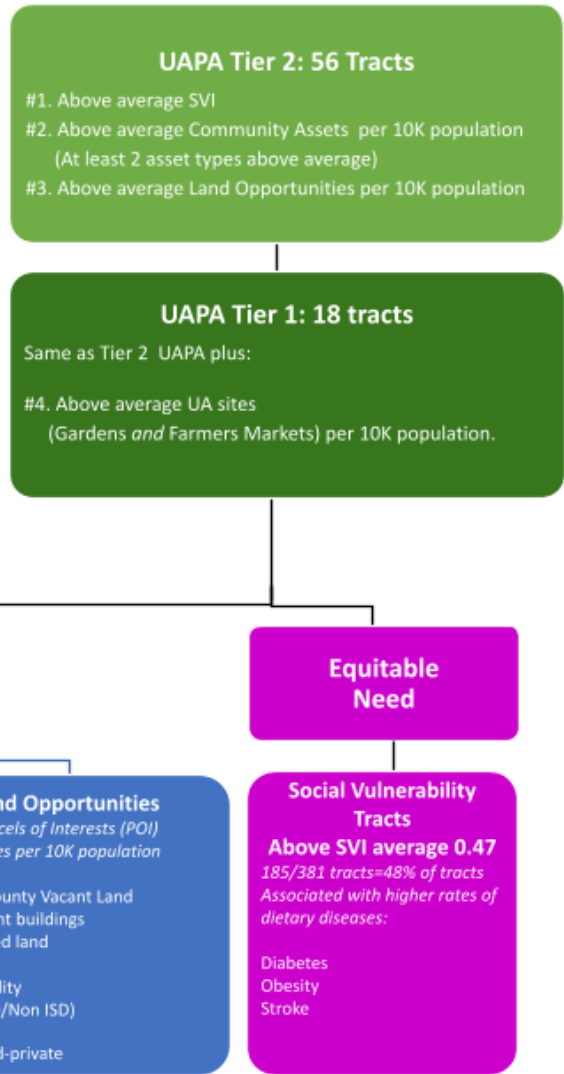 UAPA Tier 2: 56 Tracts
#1. Above average SVI
#2. Above average Community Assets per 10K population
(At least 2 asset types above average)
#3. Above average Land Opportunities per 10K population
UAPA Tier 1: 18 tracts
Same as Tier 2 UAPA plus:
#4. Above average UA sites
(Gardens and Farmers Markets) per 10K population.
Equitable
Need
nd Opportunities
cels of Interests (POI)
es per 10K population
ounty Vacant Land
nt buildings
ed land
lity
/Non ISD)
d-private
Social Vulnerability
Tracts
Above SVI average 0.47
185/381 tracts=48% of tracts
Associated with higher rates of
dietary diseases:
Diabetes
Obesity
Stroke